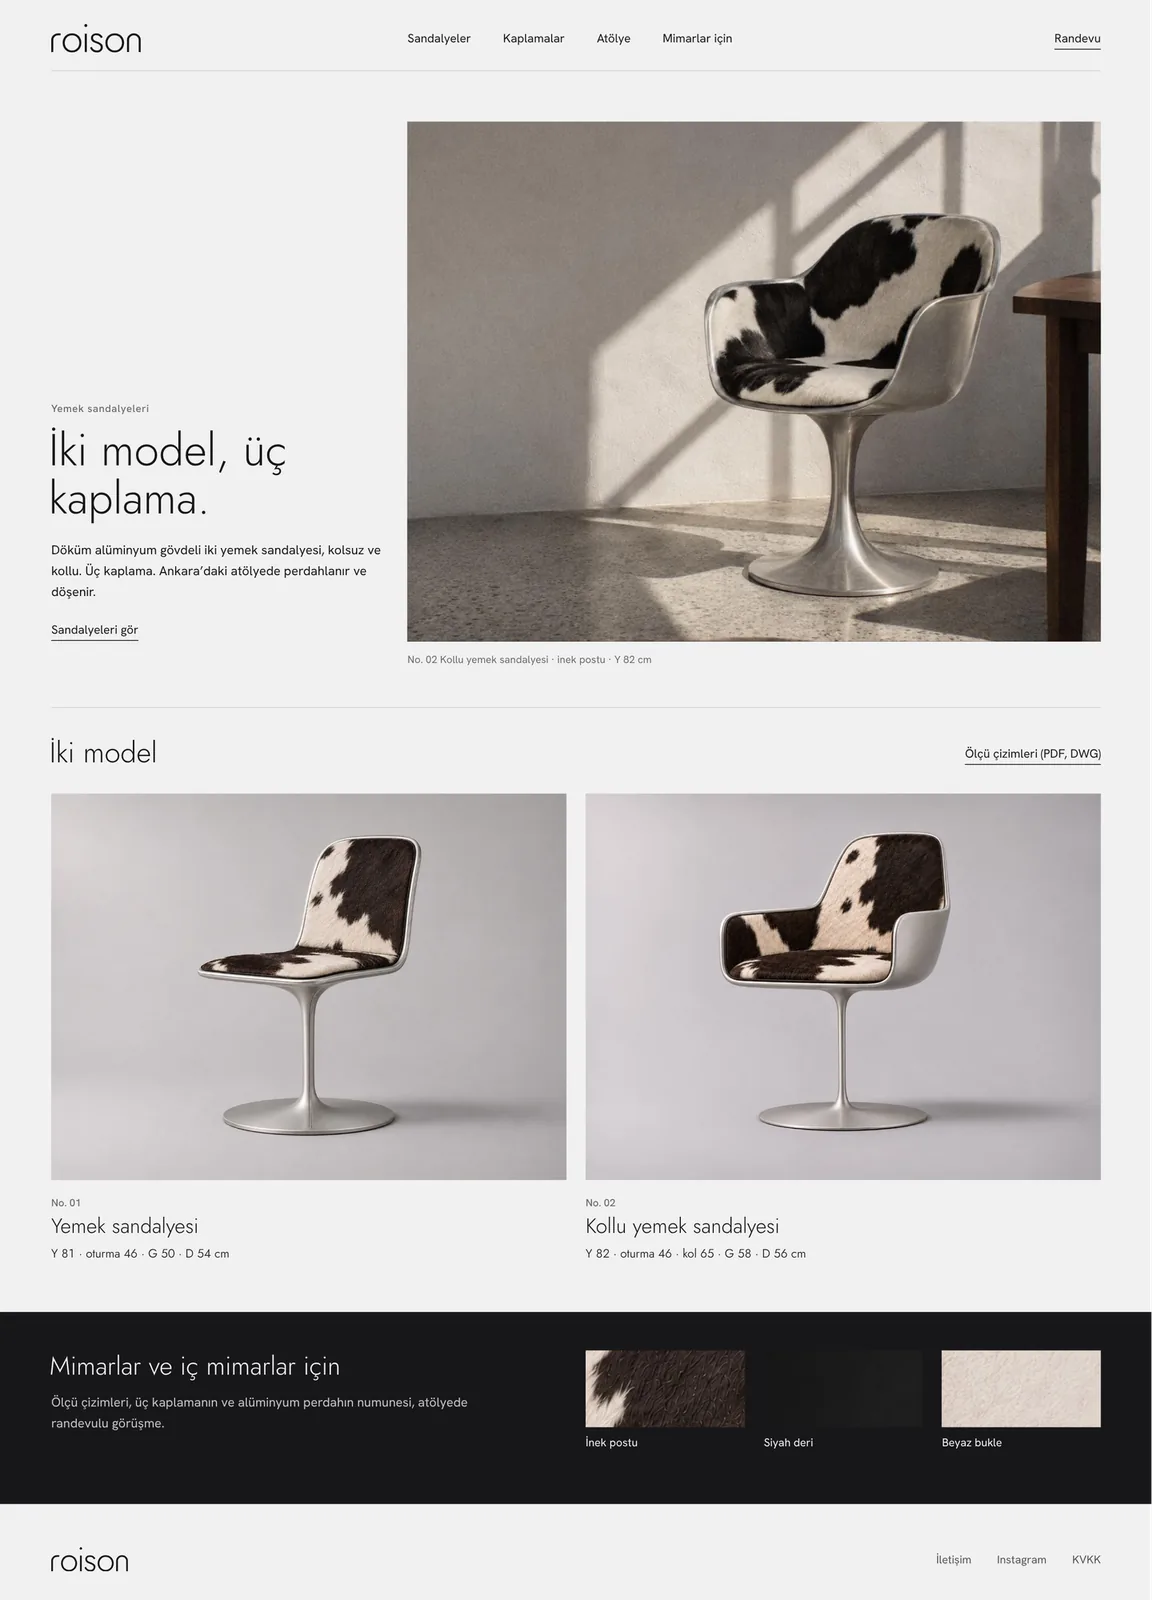 roison
Sandalyeler Kaplamalar Atölye Mimarlar için Randevu
Yemek sandalyeleri
İki model, üç
kaplama.
Döküm alüminyum gövdeli iki yemek sandalyesi, kolsuz ve
kollu. Üç kaplama. Ankara’daki atölyede perdahlanır ve
döşenir.
Sandalyeleri gör
No. 02 Kollu yemek sandalyesi · inek postu · Y 82 cm
İki model
Ölçü çizimleri (PDF, DWG)
No. 01
Yemek sandalyesi
Y 81 · oturma 46 · G 50 · D 54 cm
No. 02
Kollu yemek sandalyesi
Y 82 · oturma 46 · kol 65 · G 58 · D 56 cm
Mimarlar ve iç mimarlar için
Ölçü çizimleri, üç kaplamanın ve alüminyum perdahın numunesi, atölyede
randevulu görüşme.
İnek postu
Siyah deri
Beyaz bukle
roison
İletişim Instagram KVKK